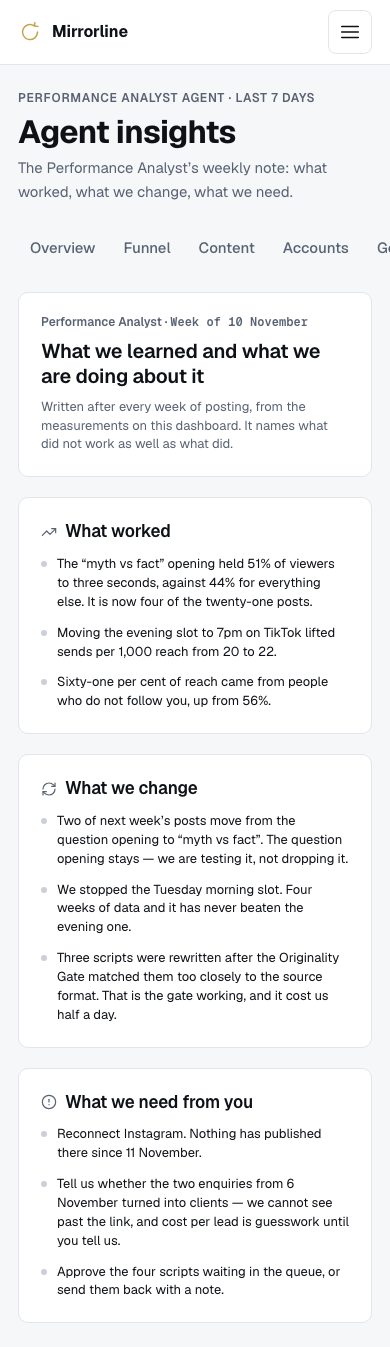 Mirrorline
PERFORMANCE ANALYST AGENT · LAST 7 DAYS
Agent insights
The Performance Analyst’s weekly note: what
worked, what we change, what we need.
Overview Funnel Content Accounts
Performance Analyst · Week of 10 November
What we learned and what we
are doing about it
Written after every week of posting, from the
measurements on this dashboard. It names what
did not work as well as what did.
What worked
The “myth vs fact” opening held 51% of viewers
to three seconds, against 44% for everything
else. It is now four of the twenty-one posts.
Moving the evening slot to 7pm on TikTok lifted
sends per 1,000 reach from 20 to 22.
Sixty-one per cent of reach came from people
who do not follow you, up from 56%.
What we change
Two of next week’s posts move from the
question opening to “myth vs fact”. The question
opening stays — we are testing it, not dropping it.
We stopped the Tuesday morning slot. Four
weeks of data and it has never beaten the
evening one.
Three scripts were rewritten after the Originality
Gate matched them too closely to the source
format. That is the gate working, and it cost us
half a day.
What we need from you
Reconnect Instagram. Nothing has published
there since 11 November.
Tell us whether the two enquiries from 6
November turned into clients — we cannot see
past the link, and cost per lead is guesswork until
you tell us.
Approve the four scripts waiting in the queue, or
send them back with a note.